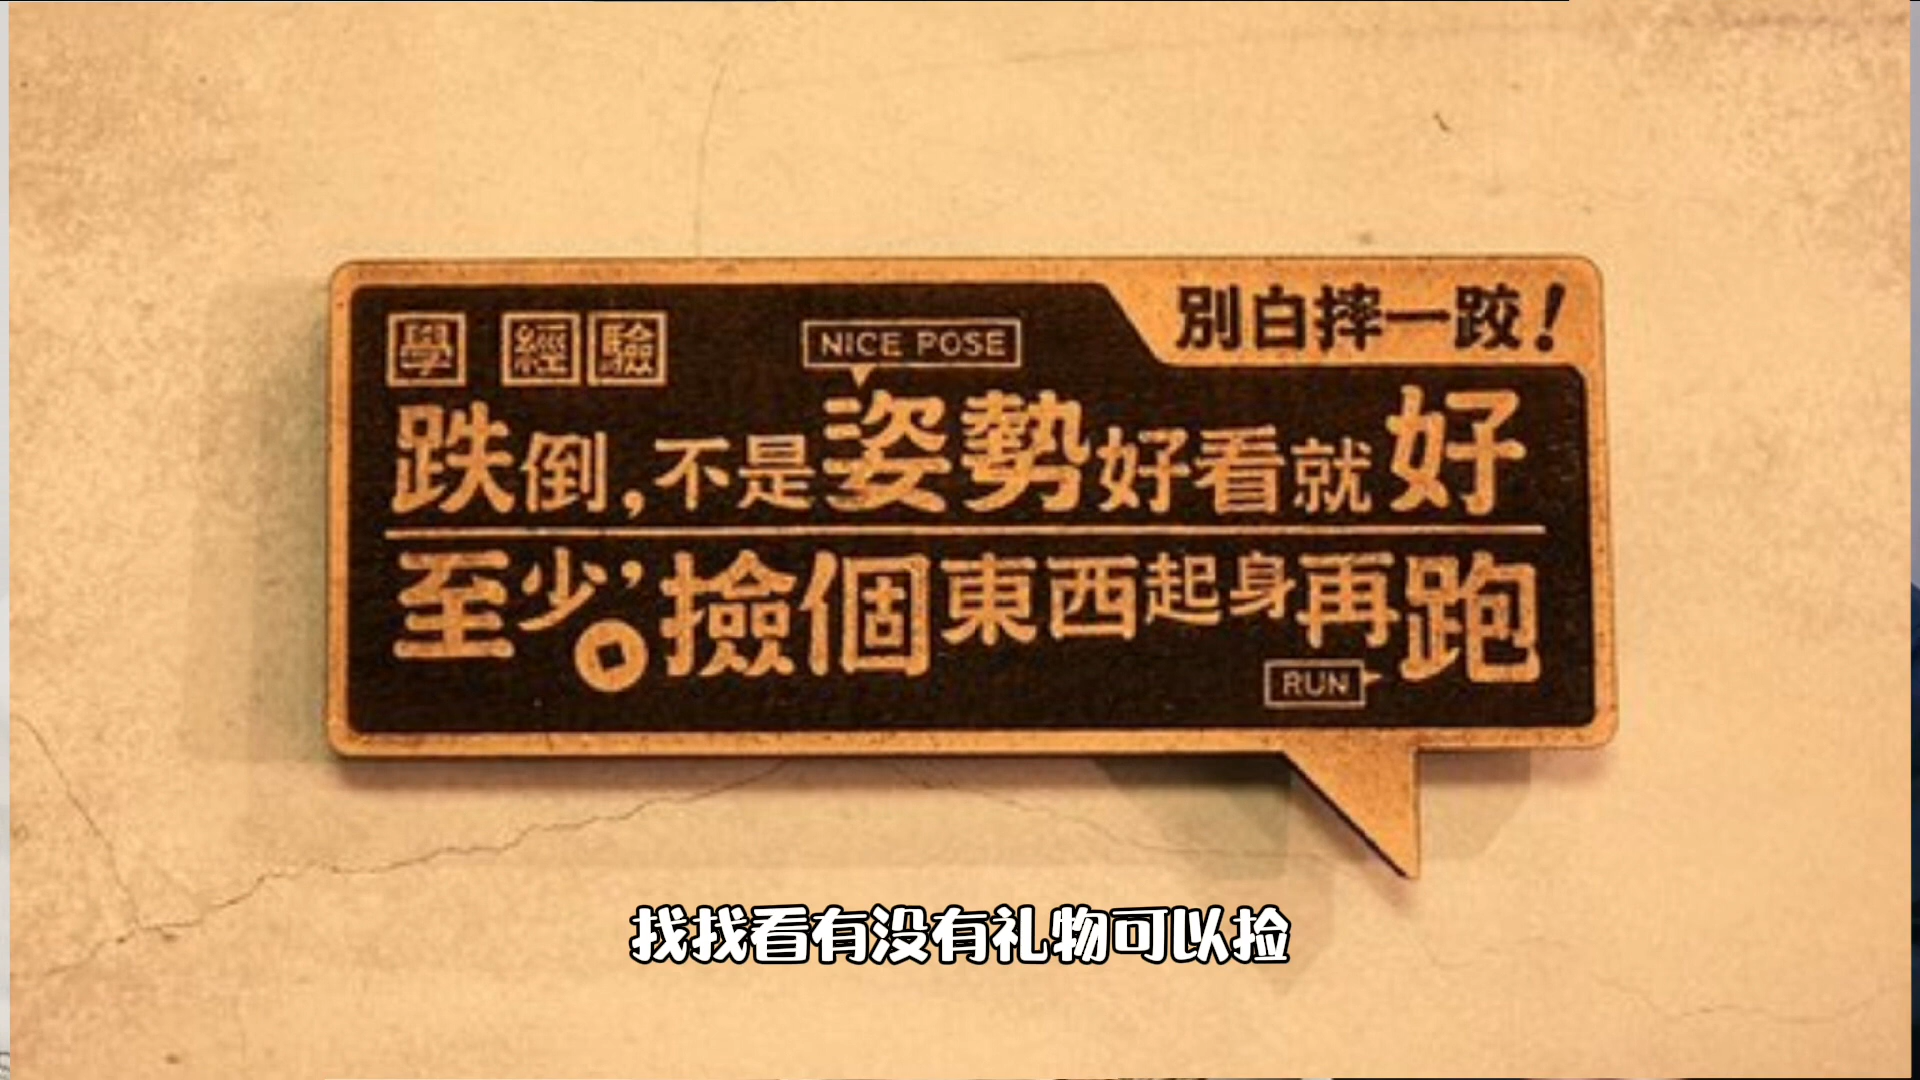 學 經驗
NICE POSE
別白摔一跤!
跌倒,不是姿勢好看就好
至少,撿個東西起身再跑
RUN
找找看有没有礼物可以捡